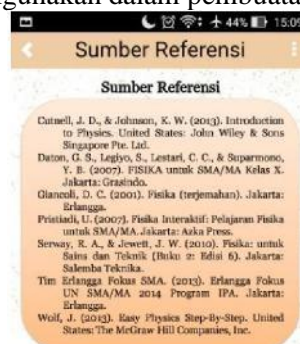 gunakan dalam pembuata
44% 15:09
Sumber Referensi
Sumber Referensi
Cutnell, J. D., & Johnson, K. W. (2013). Introduction
to Physics. United States: John Wiley & Sons
Singapore Pte. Ltd.
Daton, G. S., Legiyo, S., Lestari, C. C., & Suparmono,
Y. B. (2007). FISIKA untuk SMA/MA Kelas X.
Jakarta: Grasindo.
Giancoli, D. C. (2001). Fisika (terjemahan). Jakarta:
Erlangga.
Pristiadi, U. (2007). Fisika Interaktif: Pelajaran Fisika
untuk SMA/MA. Jakarta: Azka Press.
Serway, R. A., & Jewett, J. W. (2010). Fisika: untuk
Sains dan Teknik (Buku 2: Edisi 6). Jakarta:
Salemba Teknika.
Tim Erlangga Fokus SMA. (2013). Erlangga Fokus
UN SMA/MA 2014 Program IPA. Jakarta:
Erlangga.
Wolf, J. (2013). Easy Physics Step-By-Step. United
States: The McGraw Hill Companies, Inc.